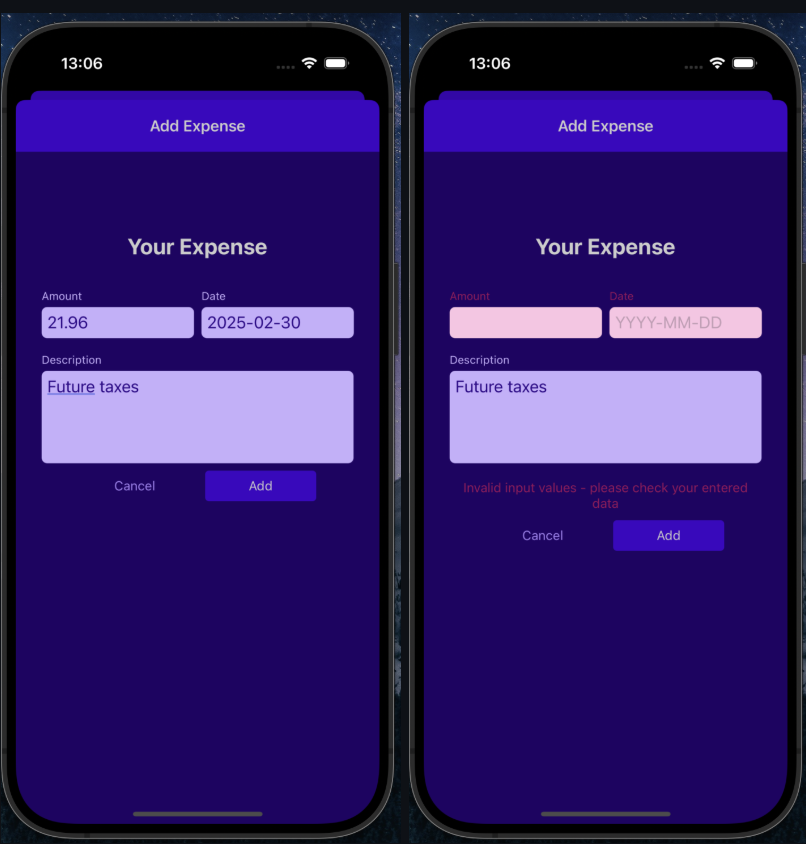 13:06
Add Expense
Your Expense
Amount Date
21.96 2025-02-30
Description
Future taxes
Cancel Add
13:06
Add Expense
Your Expense
Amount Date
YYYY-MM-DD
Description
Future taxes
Invalid input values - please check your entered
data
Cancel Add